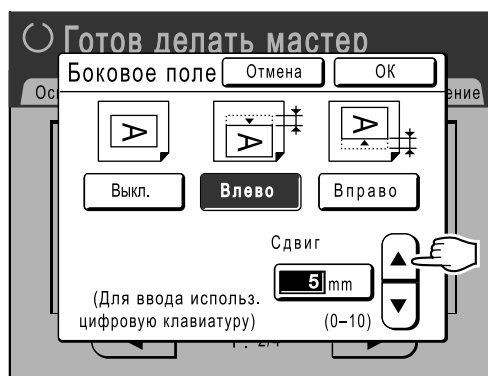 Готов делать мастер
Боковое поле Отмена ОК
Ос ение
A A A
Выкл. Влево Вправо
Сдвиг
5 mm
(Для ввода использ.
цифровую клавиатуру) (0–10)